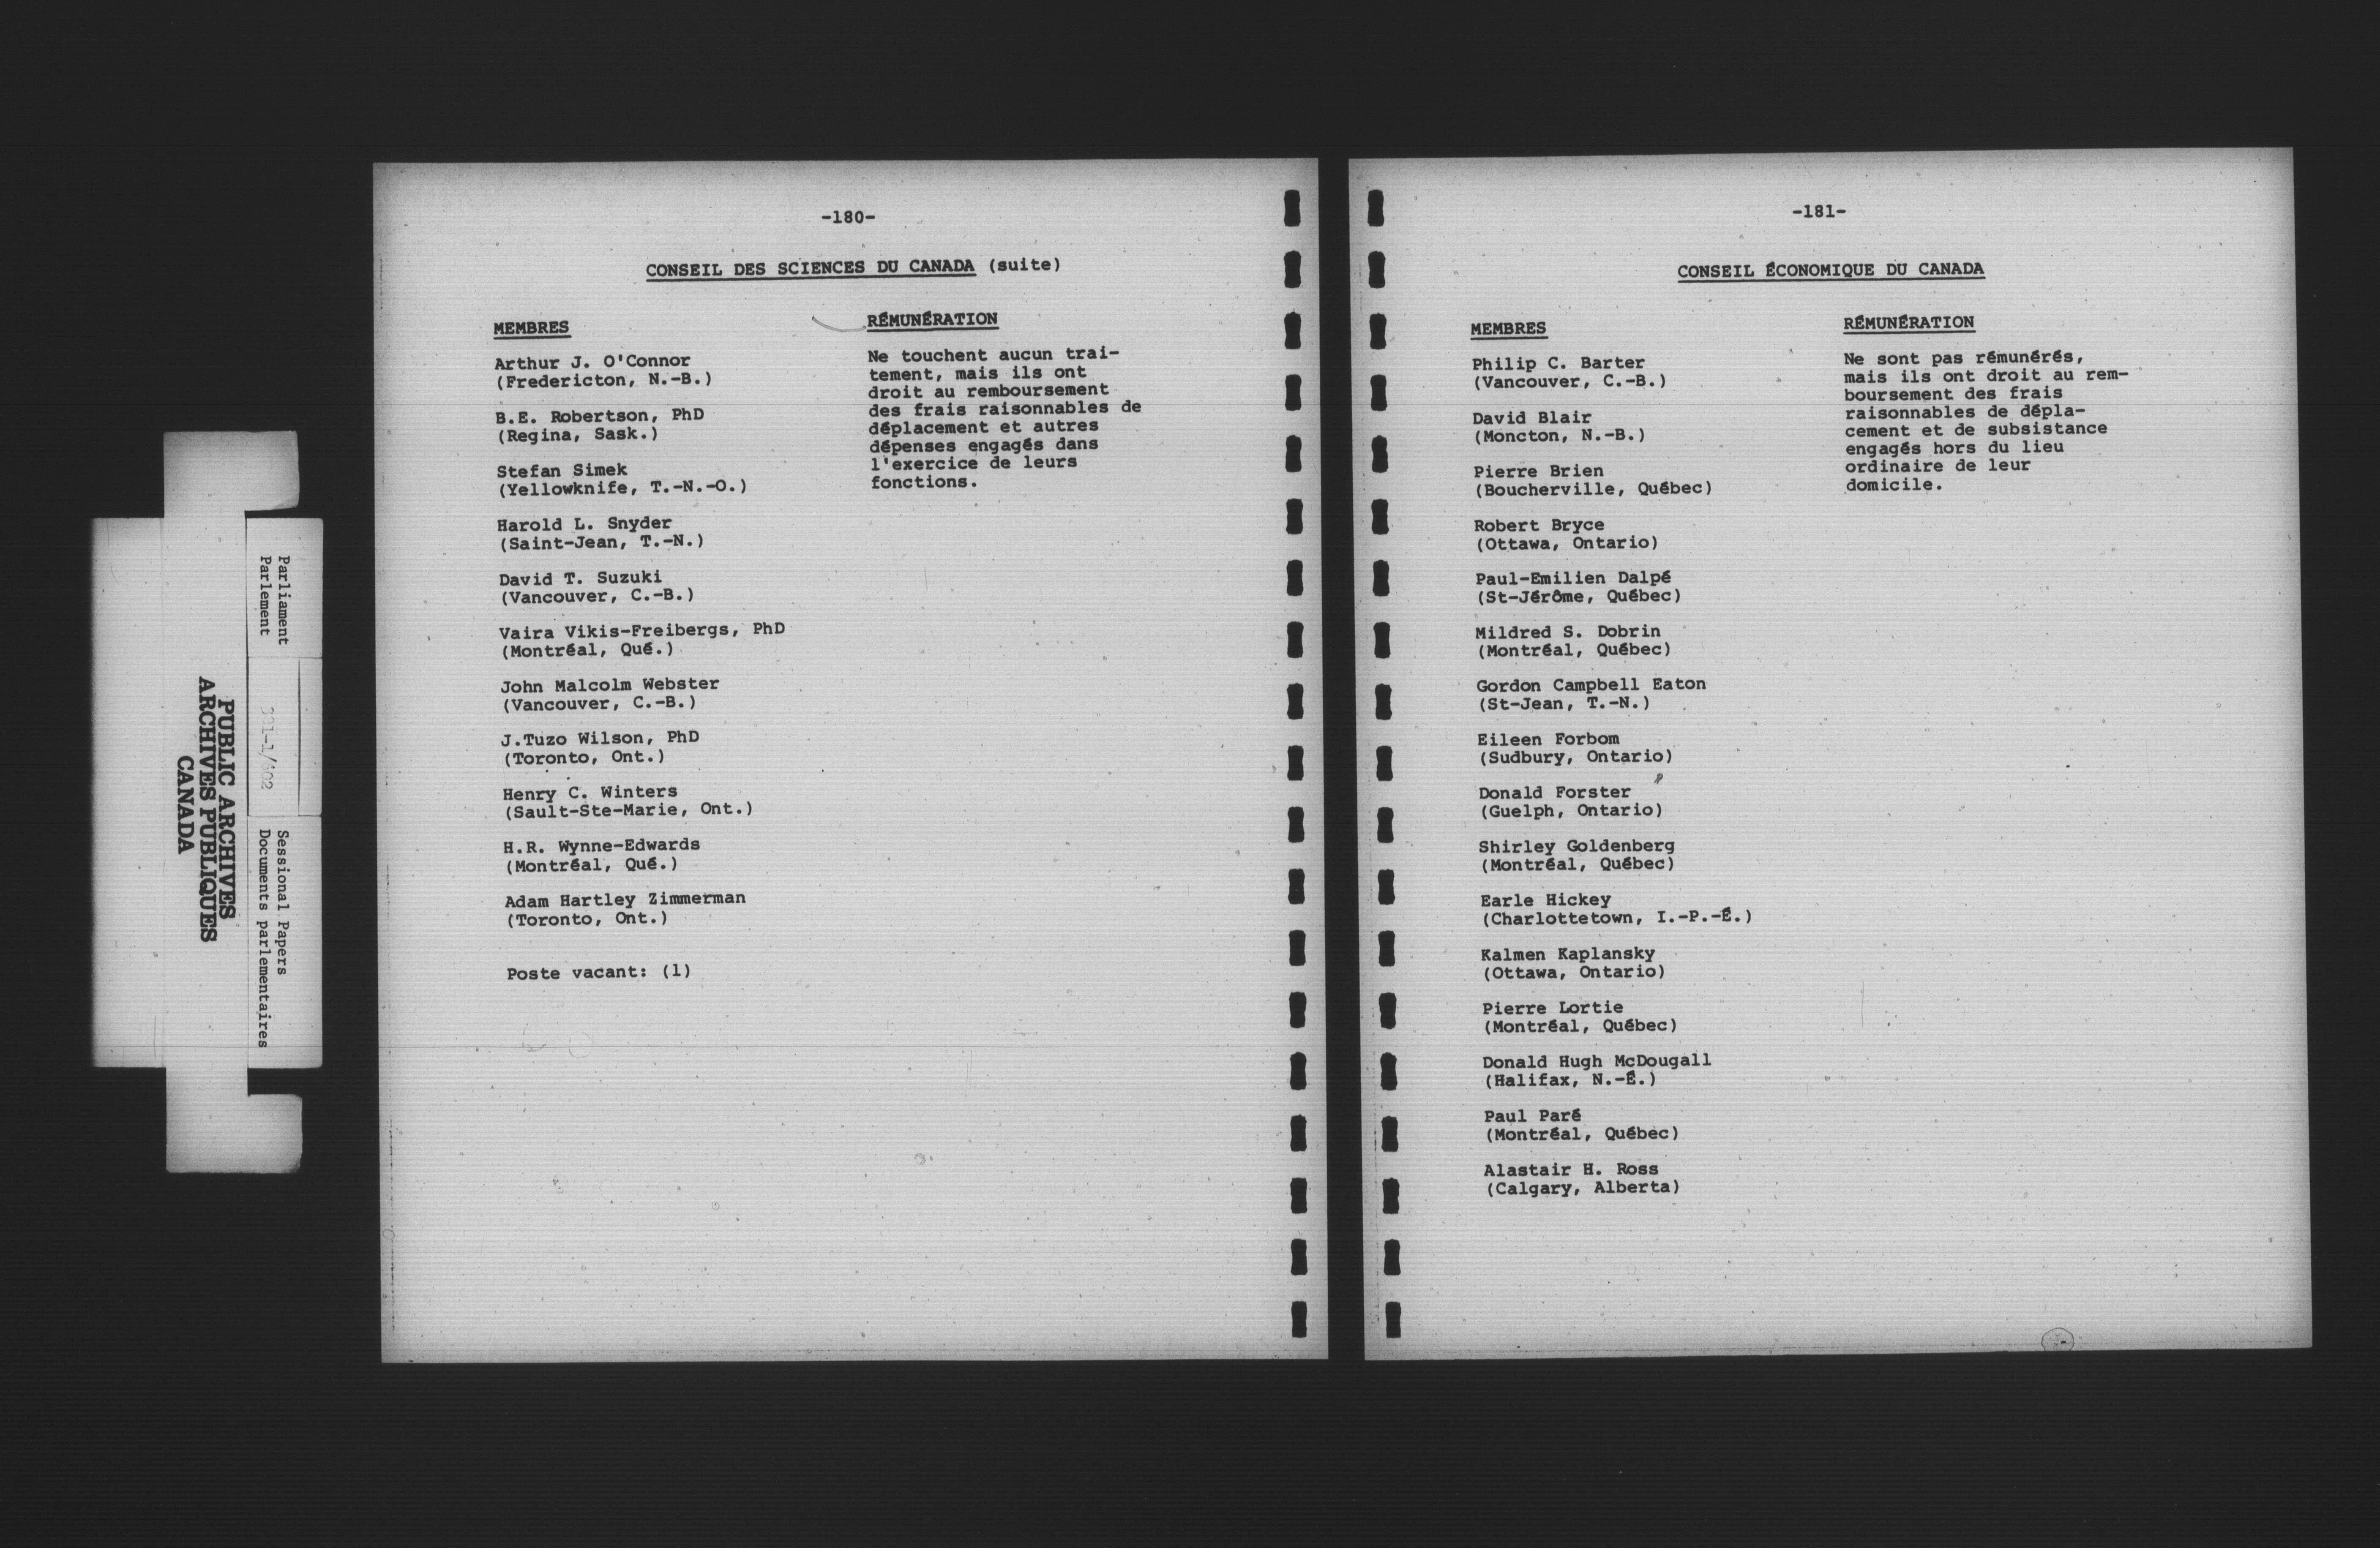 Parliament
Parlement
Sessional Papers
Documents parlementaires
PUBLIC ARCHIVES
ARCHIVES PUBLIQUES
CANADA
-180-
CONSEIL DES SCIENCES DU CANADA (suite)
MEMBRES
Arthur J. O'Connor
(Fredericton, N.-B.)
B.E. Robertson, PhD
(Regina, Sask.)
Stefan Simek
(Yellowknife, T.-N.-O.)
Harold L. Snyder
(Saint-Jean, T.-N.)
David T. Suzuki
(Vancouver, C.-B.)
Vaira Vikis-Freibergs, PhD
(Montréal, Qué.)
John Malcolm Webster
(Vancouver, C.-B.)
J.Tuzo Wilson, PhD
(Toronto, Ont.)
Henry C. Winters
(Sault-Ste-Marie, Ont.)
H.R. Wynne-Edwards
(Montréal, Qué.)
Adam Hartley Zimmerman
(Toronto, Ont.)
Poste vacant: (1)
RÉMUNÉRATION
Ne touchent aucun trai-
tement, mais ils ont
droit au remboursement
des frais raisonnables de
déplacement et autres
dépenses engagés dans
l'exercice de leurs
fonctions.
-181-
CONSEIL ÉCONOMIQUE DU CANADA
MEMBRES
Philip C. Barter
(Vancouver, C.-B.)
David Blair
(Moncton, N.-B.)
Pierre Brien
(Boucherville, Québec)
Robert Bryce
(Ottawa, Ontario)
Paul-Emilien Dalpé
(St-Jérôme, Québec)
Mildred S. Dobrin
(Montréal, Québec)
Gordon Campbell Eaton
(St-Jean, T.-N.)
Eileen Forbom
(Sudbury, Ontario)
Donald Forster
(Guelph, Ontario)
Shirley Goldenberg
(Montréal, Québec)
Earle Hickey
(Charlottetown, I.-P.-É.)
Kalmen Kaplansky
(Ottawa, Ontario)
Pierre Lortie
(Montréal, Québec)
Donald Hugh McDougall
(Halifax, N.-É.)
Paul Paré
(Montréal, Québec)
Alastair H. Ross
(Calgary, Alberta)
RÉMUNÉRATION
Ne sont pas rémunérés,
mais ils ont droit au rem-
boursement des frais
raisonnables de dépla-
cement et de subsistance
engagés hors du lieu
ordinaire de leur
domicile.